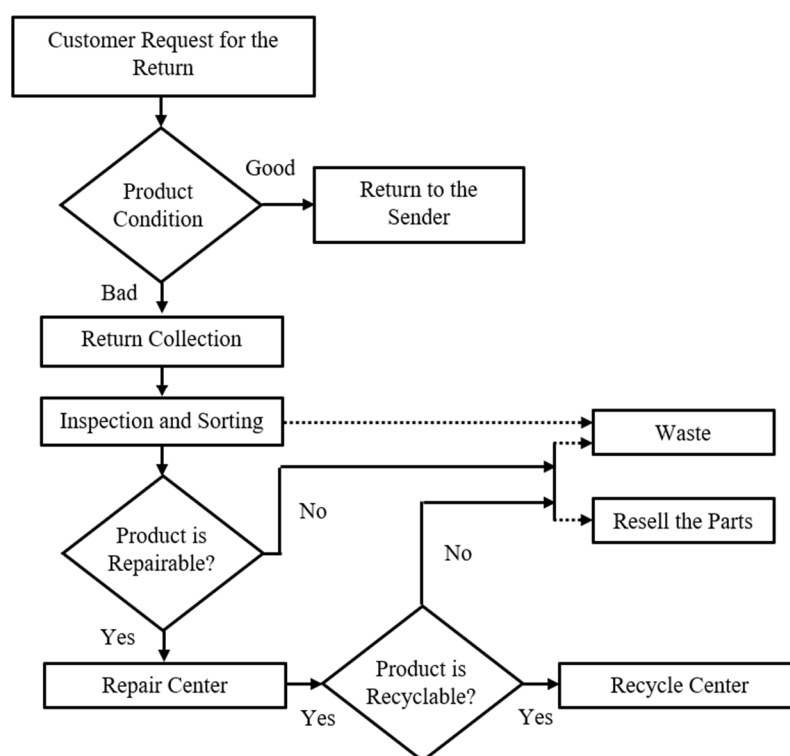 Customer Request for the
Return
Good
Product
Condition
Return to the
Sender
Bad
Return Collection
Inspection and Sorting
Waste
No
Product is
Repairable?
Resell the Parts
No
Yes
Repair Center
Yes
Product is
Recyclable?
Yes
Recycle Center